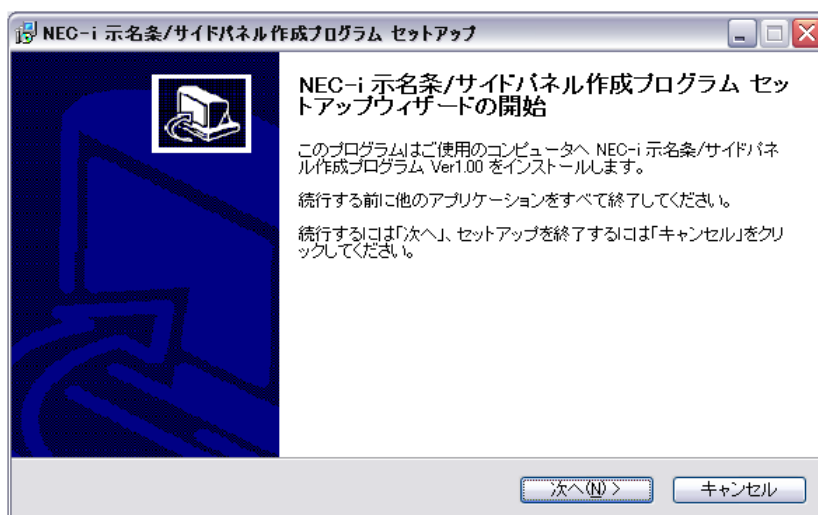 NEC-i 示名条/サイドパネル作成プログラム セットアップ
NEC-i 示名条/サイドパネル作成プログラム セッ
トアップウィザードの開始
このプログラムはご使用のコンピュータへ NEC-i 示名条/サイドパネ
ル作成プログラム Ver1.00 をインストールします。
続行する前に他のアプリケーションをすべて終了してください。
続行するには「次へ」、セットアップを終了するには「キャンセル」をクリ
ックしてください。
次へ(N) >
キャンセル